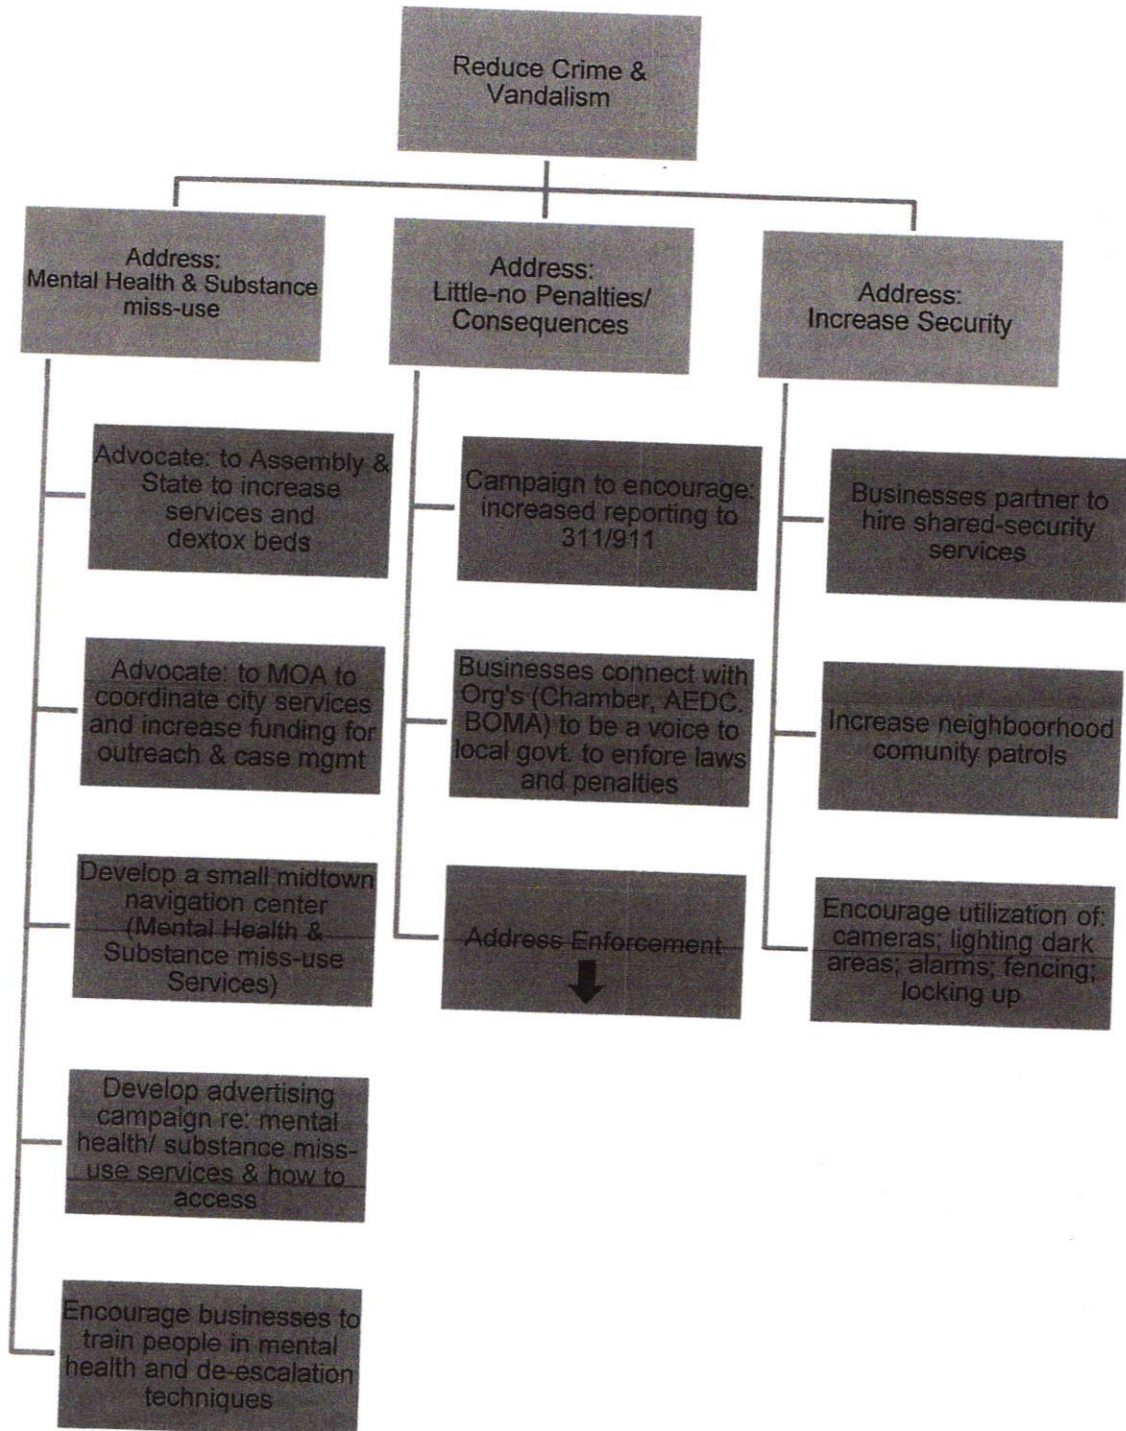 Reduce Crime &
Vandalism
Address:
Mental Health & Substance
miss-use
Address:
Little-no Penalties/
Consequences
Address:
Increase Security
Advocate: to Assembly &
State to increase
services and
dextox beds
Advocate: to MOA to
coordinate city services
and increase funding for
outreach & case mgmt
Develop a small midtown
navigation center
(Mental Health &
Substance miss-use
Services)
Develop advertising
campaign re: mental
health/ substance miss-
use services & how to
access
Encourage businesses to
train people in mental
health and de-escalation
techniques
Campaign to encourage:
increased reporting to
311/911
Businesses connect with
Org's (Chamber, AEDC.
BOMA) to be a voice to
local govt. to enfore laws
and penalties
Address Enforcement
Businesses partner to
hire shared-security
services
Increase neighboorhood
comunity patrols
Encourage utilization of:
cameras; lighting dark
areas; alarms; fencing;
locking up